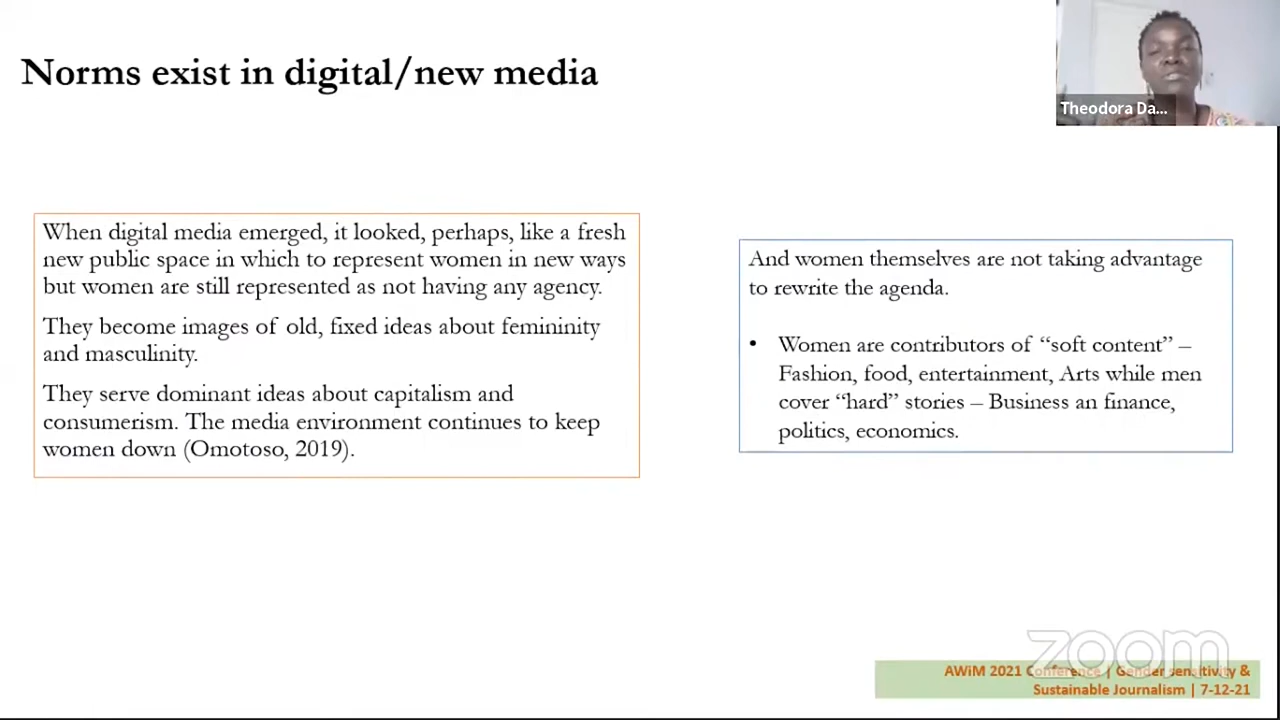 Norms exist in digital/new media
Theodora Da...
When digital media emerged, it looked, perhaps, like a fresh
new public space in which to represent women in new ways
but women are still represented as not having any agency.
They become images of old, fixed ideas about femininity
and masculinity.
They serve dominant ideas about capitalism and
consumerism. The media environment continues to keep
women down (Omotoso, 2019).
And women themselves are not taking advantage
to rewrite the agenda.
• Women are contributors of “soft content” –
Fashion, food, entertainment, Arts while men
cover “hard” stories – Business an finance,
politics, economics.
zoom
AWiM 2021 Conference | Gender sensitivity &
Sustainable Journalism | 7-12-21